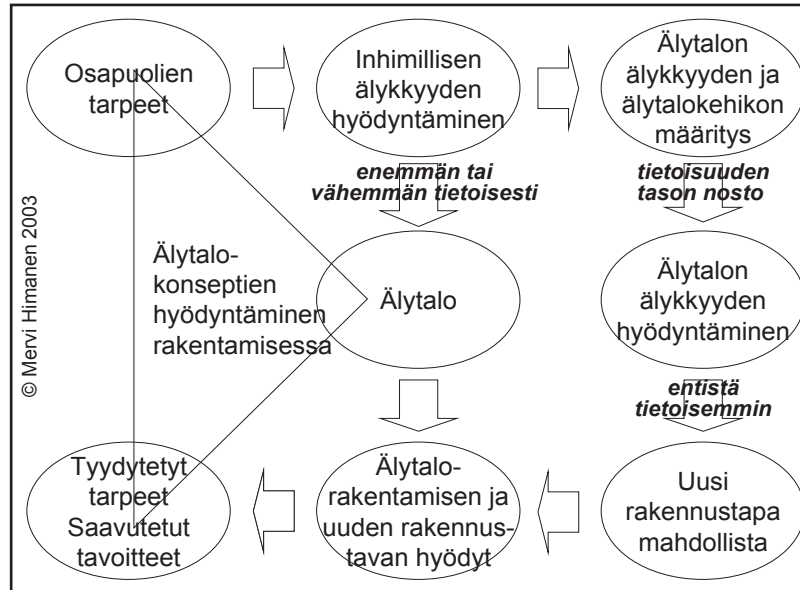 Osapuolien
tarpeet
Inhimillisen
älykkyyden
hyödyntäminen
Älytalon
älykkyyden ja
älytalokehikon
määritys
enemmän tai
vähemmän tietoisesti
tietoisuuden
tason nosto
© Mervi Himanen 2003
Älytalo-
konseptien
hyödyntäminen
rakentamisessa
Älytalo
Älytalon
älykkyyden
hyödyntäminen
entistä
tietoisemmin
Tyydytetyt
tarpeet
Saavutetut
tavoitteet
Älytalo-
rakentamisen ja
uuden rakennus-
tavan hyödyt
Uusi
rakennustapa
mahdollista